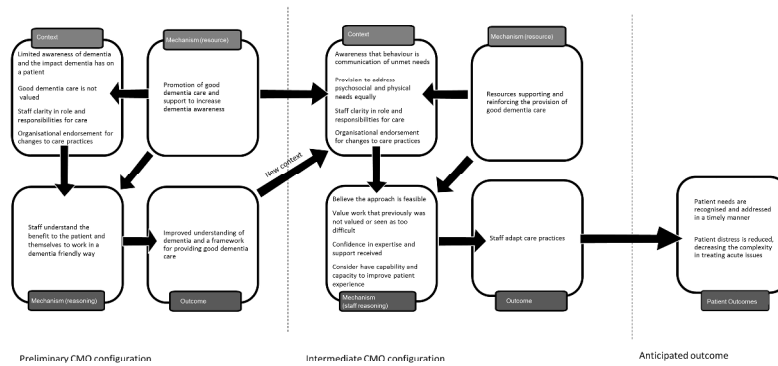 Context
Limited awareness of dementia
and the impact dementia has on
a patient
Good dementia care is not
valued
Staff clarity in role and
responsibilities for care
Organisational endorsement for
changes to care practices
Mechanism (resource)
Promotion of good
dementia care and
support to increase
dementia awareness
Staff understand the
benefit to the patient and
themselves to work in a
dementia friendly way
Mechanism (reasoning)
Improved understanding of
dementia and a framework for
providing good dementia
care
Outcome
New context
Context
Awareness that behaviour is
communication of unmet needs
Provision to address
psychosocial and physical
needs equally
Staff clarity in role and
responsibilities for care
Organisational endorsement for
changes to care practices
Mechanism (resource)
Resources supporting and
reinforcing the provision of
good dementia care
Believe the approach is feasible
Value work that previously was
not valued or seen as too
difficult
Confidence in expertise and
support received
Consider have capability and
capacity to improve patient
experience
Mechanism
(staff reasoning)
Staff adapt care practices
Outcome
Patient needs are
recognised and addressed
in a timely manner
Patient distress is reduced,
decreasing the complexity
in treating acute issues
Patient Outcomes
Preliminary CMO configuration
Intermediate CMO configuration
Anticipated outcome